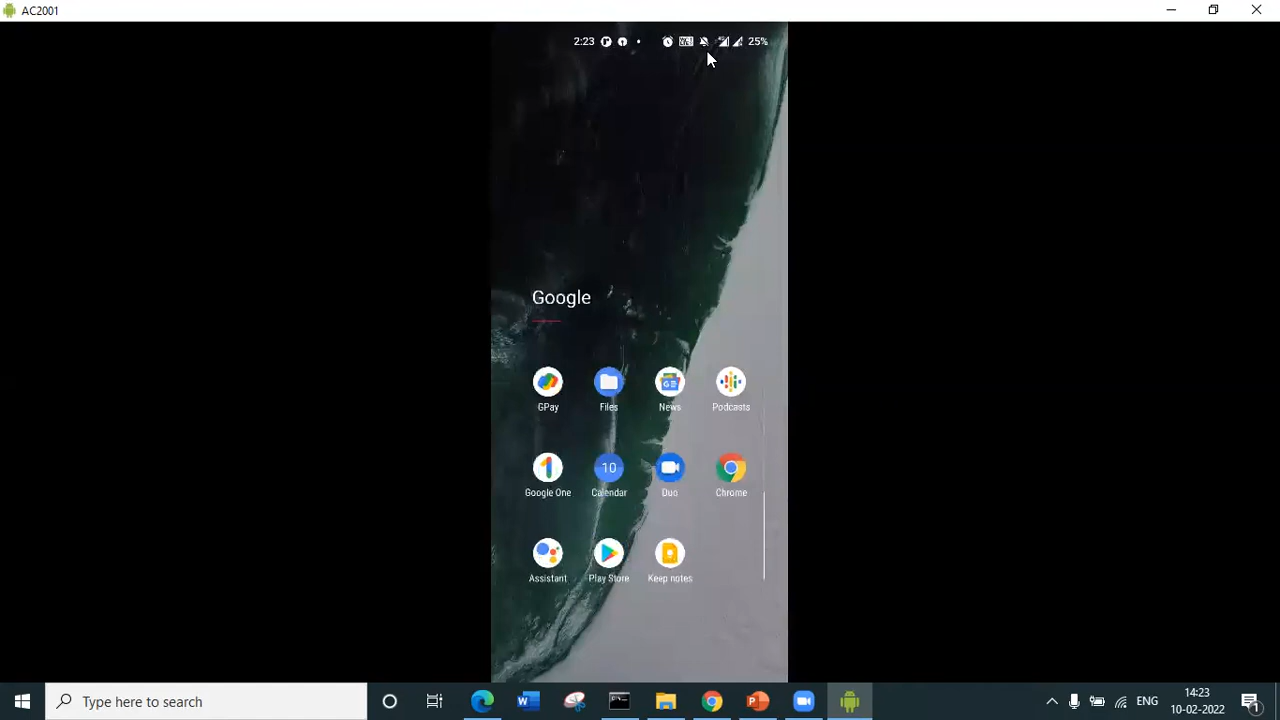 AC2001
2:23
25%
Google
GPay
Files
News
Podcasts
Google One
10
Calendar
Duo
Chrome
Assistant
Play Store
Keep notes
Type here to search
ENG
14:23
10-02-2022
1